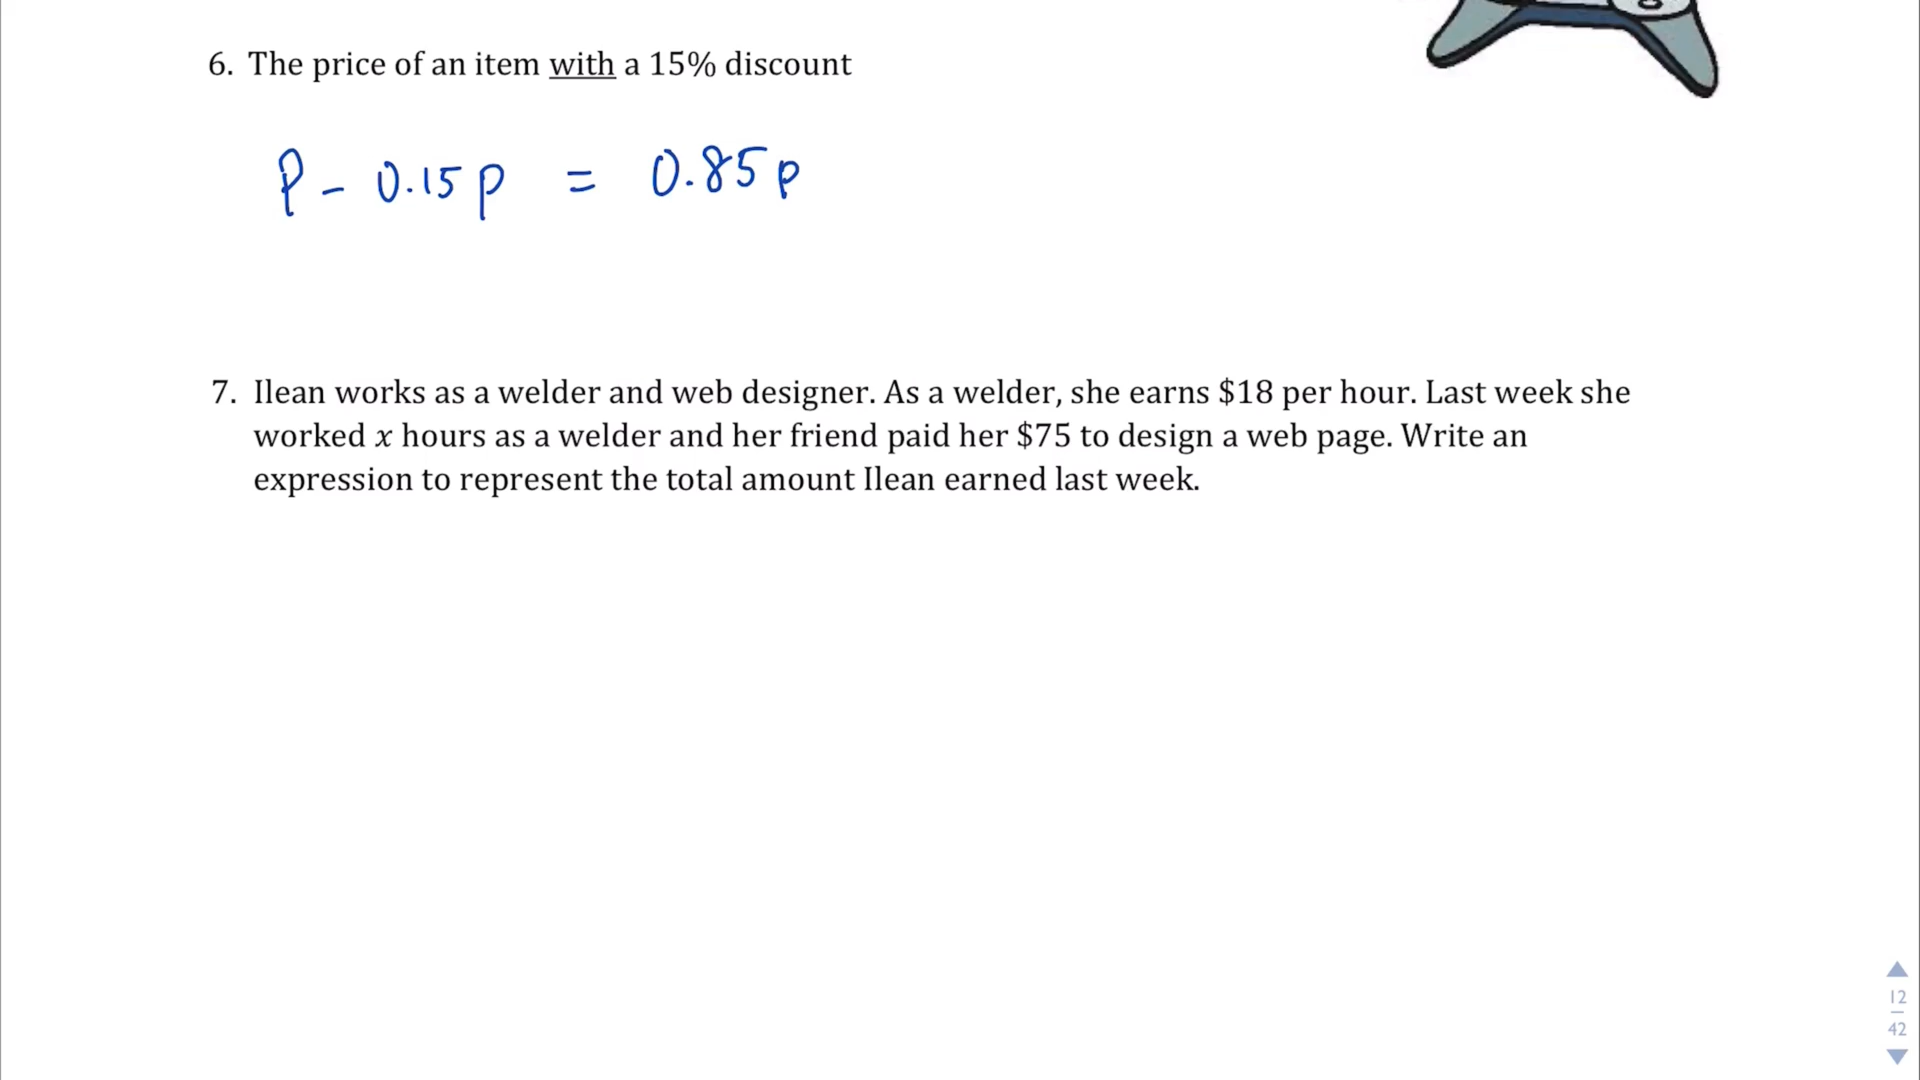 6. The price of an item with a 15% discount
P - 0.15p = 0.85p
7. Ilean works as a welder and web designer. As a welder, she earns $18 per hour. Last week she
worked x hours as a welder and her friend paid her $75 to design a web page. Write an
expression to represent the total amount Ilean earned last week.
12
42